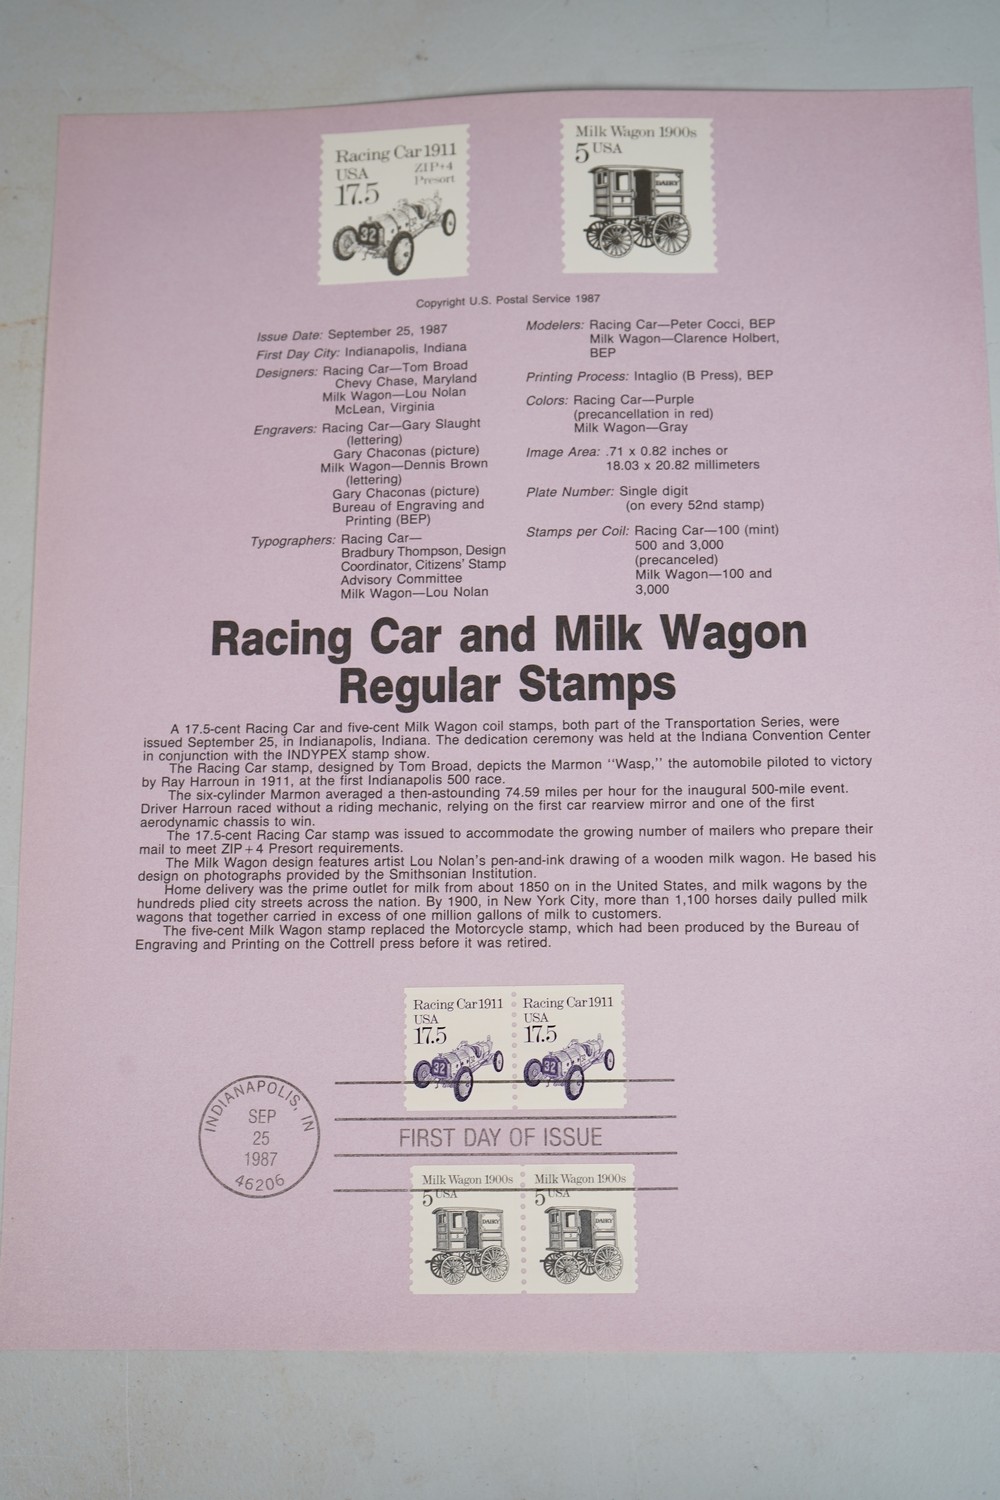 Racing Car 1911
USA ZIP+4
Presort
17.5
32
Milk Wagon 1900s
5 USA
DAIRY
Copyright U.S. Postal Service 1987
Issue Date: September 25, 1987
First Day City: Indianapolis, Indiana
Designers: Racing Car—Tom Broad
Chevy Chase, Maryland
Milk Wagon—Lou Nolan
McLean, Virginia
Engravers: Racing Car—Gary Slaught
(lettering)
Gary Chaconas (picture)
Milk Wagon—Dennis Brown
(lettering)
Gary Chaconas (picture)
Bureau of Engraving and
Printing (BEP)
Typographers: Racing Car—
Bradbury Thompson, Design
Coordinator, Citizens' Stamp
Advisory Committee
Milk Wagon—Lou Nolan
Modelers: Racing Car—Peter Cocci, BEP
Milk Wagon—Clarence Holbert,
BEP
Printing Process: Intaglio (B Press), BEP
Colors: Racing Car—Purple
(precancellation in red)
Milk Wagon—Gray
Image Area: .71 x 0.82 inches or
18.03 x 20.82 millimeters
Plate Number: Single digit
(on every 52nd stamp)
Stamps per Coil: Racing Car—100 (mint)
500 and 3,000
(precanceled)
Milk Wagon—100 and
3,000
Racing Car and Milk Wagon
Regular Stamps
A 17.5-cent Racing Car and five-cent Milk Wagon coil stamps, both part of the Transportation Series, were
issued September 25, in Indianapolis, Indiana. The dedication ceremony was held at the Indiana Convention Center
in conjunction with the INDYPEX stamp show.
The Racing Car stamp, designed by Tom Broad, depicts the Marmon "Wasp," the automobile piloted to victory
by Ray Harroun in 1911, at the first Indianapolis 500 race.
The six-cylinder Marmon averaged a then-astounding 74.59 miles per hour for the inaugural 500-mile event.
Driver Harroun raced without a riding mechanic, relying on the first car rearview mirror and one of the first
aerodynamic chassis to win.
The 17.5-cent Racing Car stamp was issued to accommodate the growing number of mailers who prepare their
mail to meet ZIP+4 Presort requirements.
The Milk Wagon design features artist Lou Nolan's pen-and-ink drawing of a wooden milk wagon. He based his
design on photographs provided by the Smithsonian Institution.
Home delivery was the prime outlet for milk from about 1850 on in the United States, and milk wagons by the
hundreds plied city streets across the nation. By 1900, in New York City, more than 1,100 horses daily pulled milk
wagons that together carried in excess of one million gallons of milk to customers.
The five-cent Milk Wagon stamp replaced the Motorcycle stamp, which had been produced by the Bureau of
Engraving and Printing on the Cottrell press before it was retired.
Racing Car 1911
USA
17.5
32
Racing Car 1911
USA
17.5
32
INDIANAPOLIS, IN
SEP
25
1987
46206
FIRST DAY OF ISSUE
Milk Wagon 1900s
5 USA
DAIRY
Milk Wagon 1900s
5 USA
DAIRY